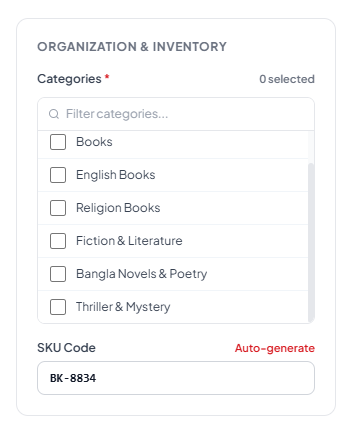 ORGANIZATION & INVENTORY
Categories * 0 selected
Filter categories...
Books
English Books
Religion Books
Fiction & Literature
Bangla Novels & Poetry
Thriller & Mystery
SKU Code Auto-generate
BK-8834